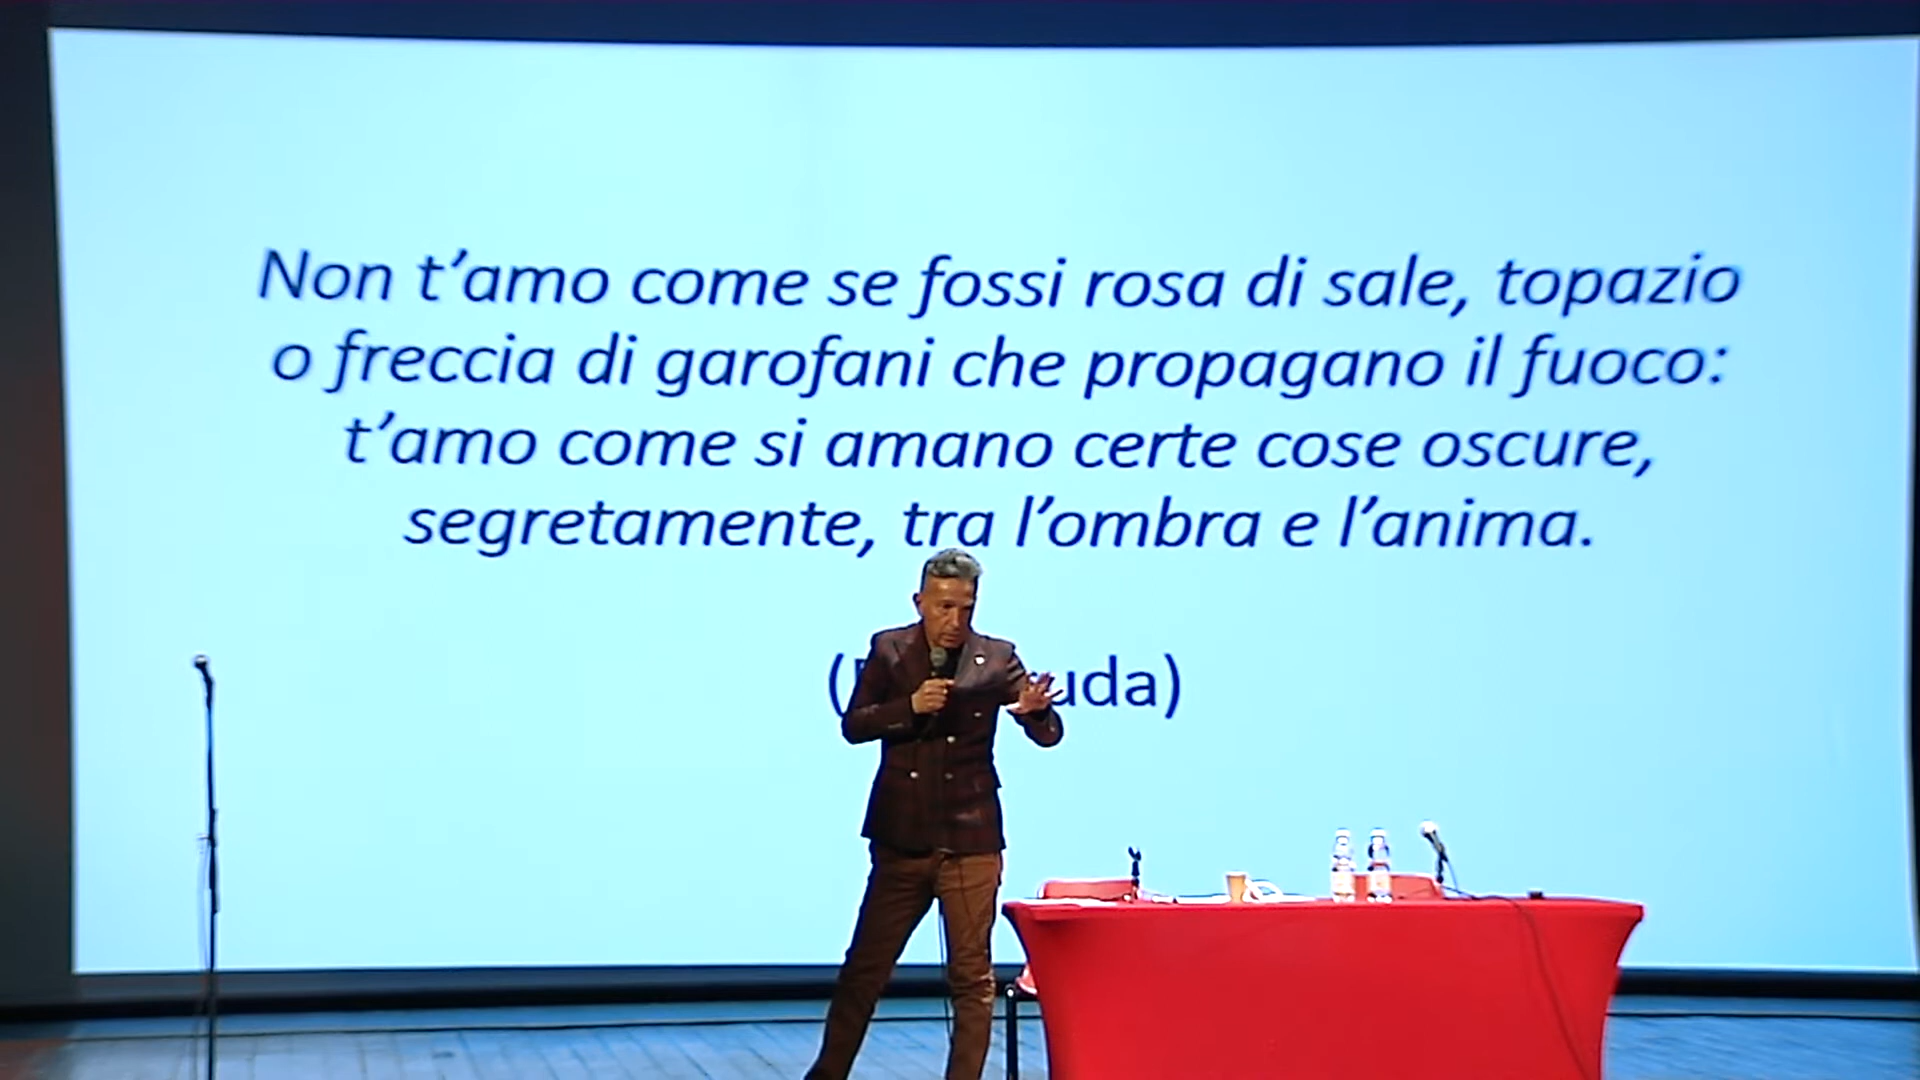 Non t’amo come se fossi rosa di sale, topazio
o freccia di garofani che propagano il fuoco:
t’amo come si amano certe cose oscure,
segretamente, tra l’ombra e l’anima.